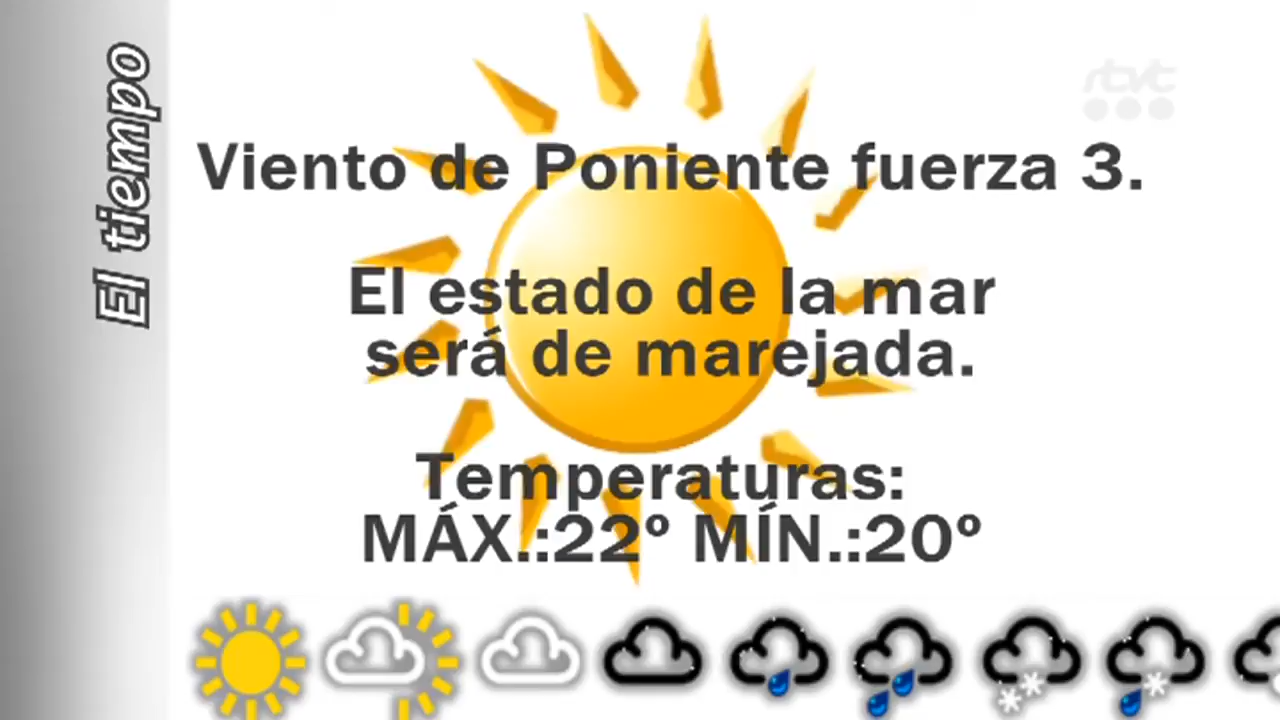 El tiempo
rtvc
Viento de Poniente fuerza 3.
El estado de la mar
será de marejada.
Temperaturas:
MÁX.:22º MÍN.:20º